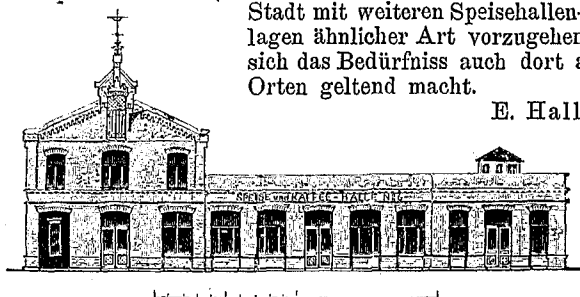 Stadt mit weiteren Speisehallen-
lagen ähnlicher Art vorzugehen
sich das Bedürfniss auch dort a
Orten geltend macht.
E. Hall
SPEISE UND KAFFEE-HALLE No